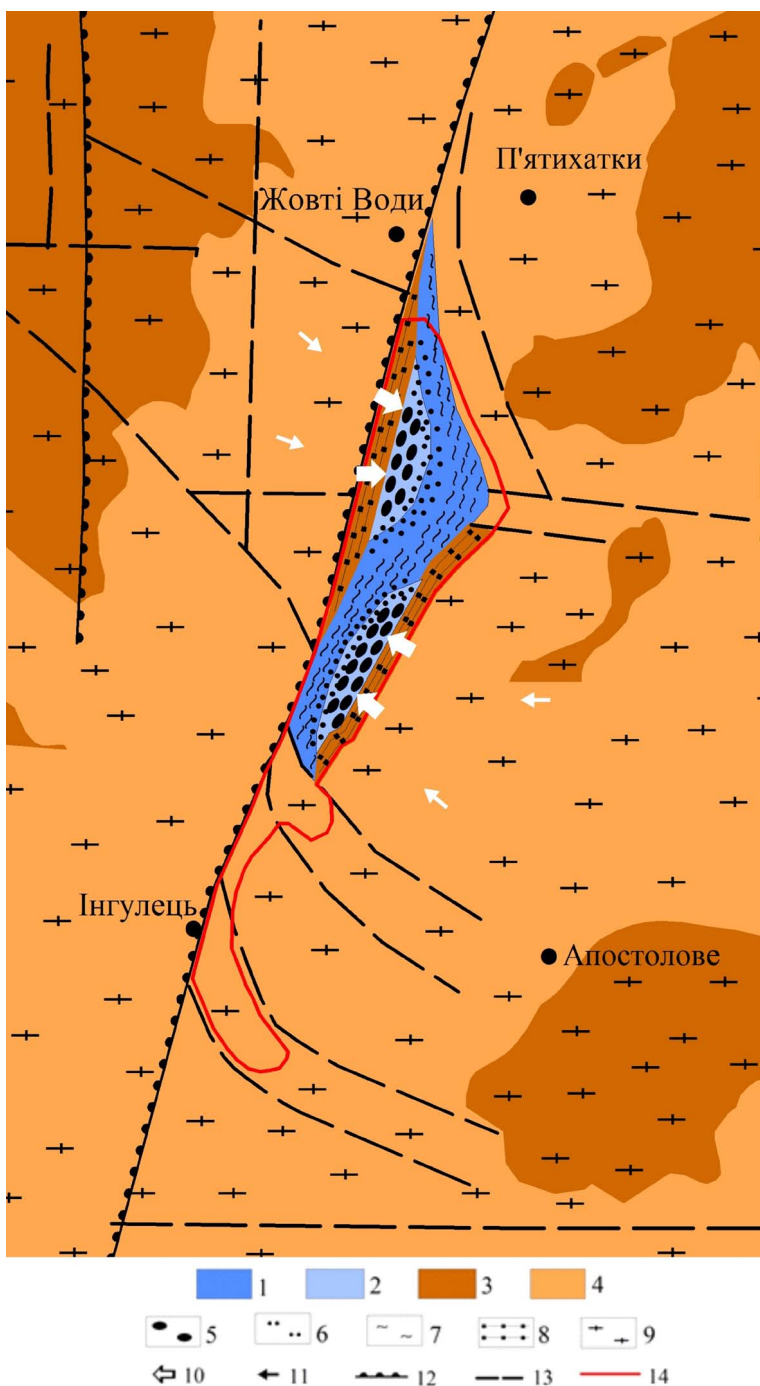 П'ятихатки
Жовті Води
Інгулець
Апостолове
1 2 3 4
5 6 7 8 9
10 11 12 13 14